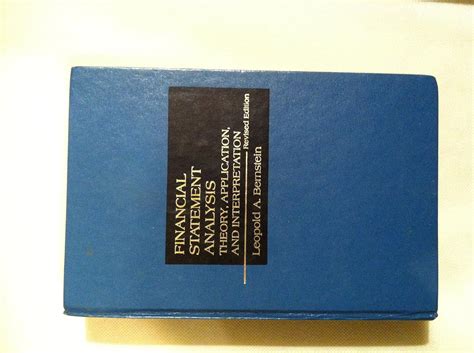 FINANCIAL
STATEMENT
ANALYSIS
THEORY, APPLICATION,
AND INTERPRETATION
Revised Edition
Leopold A. Bernstein